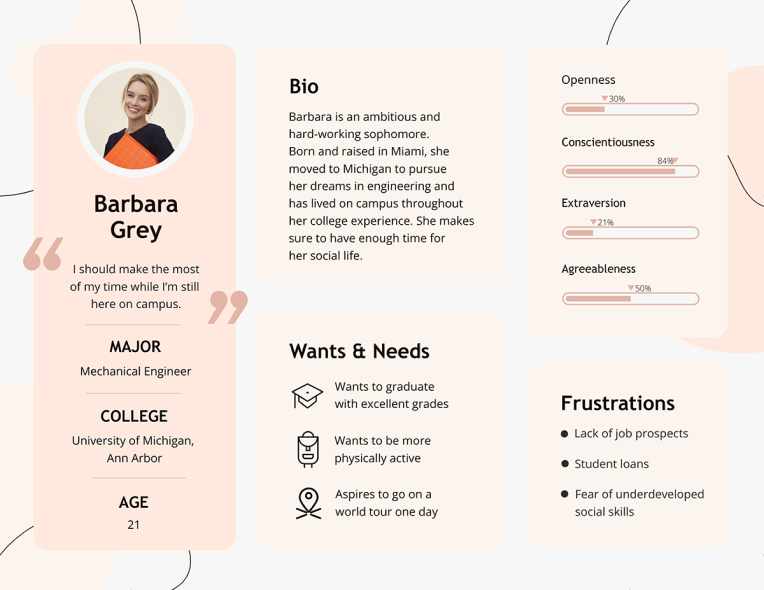 Barbara
Grey
“
I should make the most
of my time while I’m still
here on campus.
”
MAJOR
Mechanical Engineer
COLLEGE
University of Michigan,
Ann Arbor
AGE
21
Bio
Barbara is an ambitious and
hard-working sophomore.
Born and raised in Miami, she
moved to Michigan to pursue
her dreams in engineering and
has lived on campus throughout
her college experience. She makes
sure to have enough time for
her social life.
Wants & Needs
Wants to graduate
with excellent grades
Wants to be more
physically active
Aspires to go on a
world tour one day
Openness
30%
Conscientiousness
84%
Extraversion
21%
Agreeableness
50%
Frustrations
Lack of job prospects
Student loans
Fear of underdeveloped
social skills